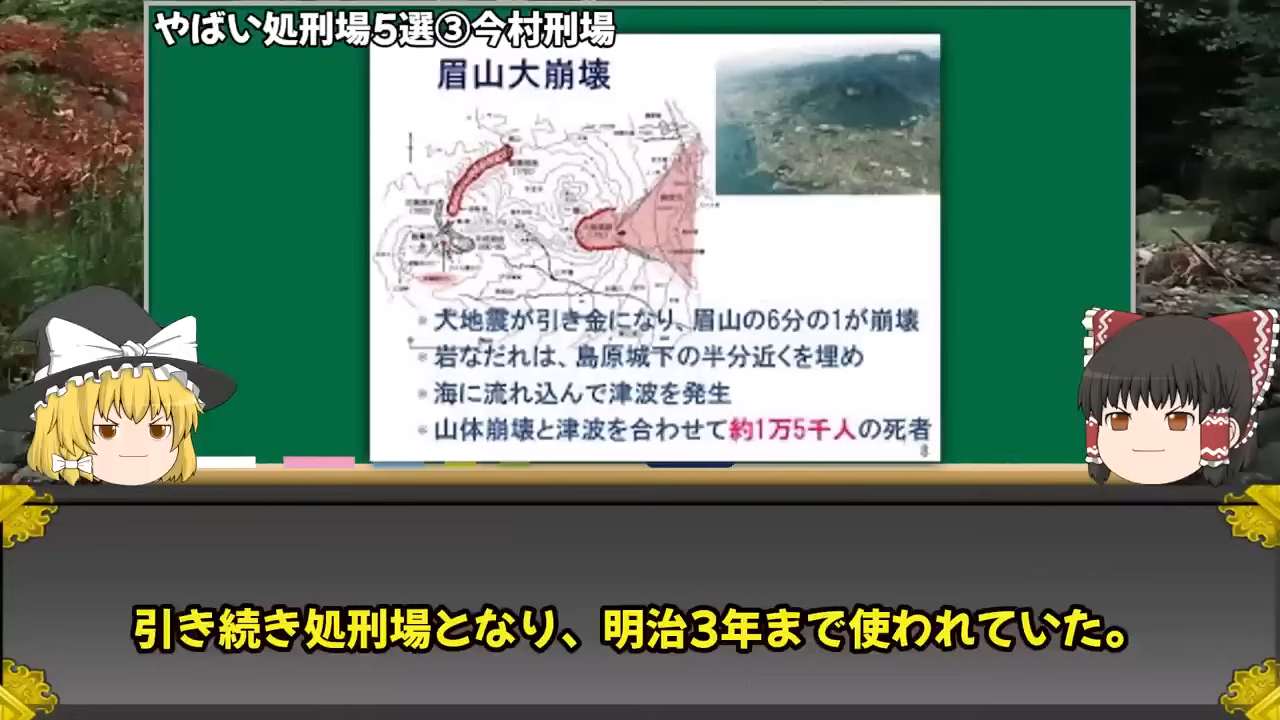 やばい処刑場5選③今村刑場
眉山大崩壊
大地震が引き金になり、眉山の6分の1が崩壊
岩なだれは、島原城下の半分近くを埋め
海に流れ込んで津波を発生
山体崩壊と津波を合わせて約1万5千人の死者
8
引き続き処刑場となり、明治3年まで使われていた。